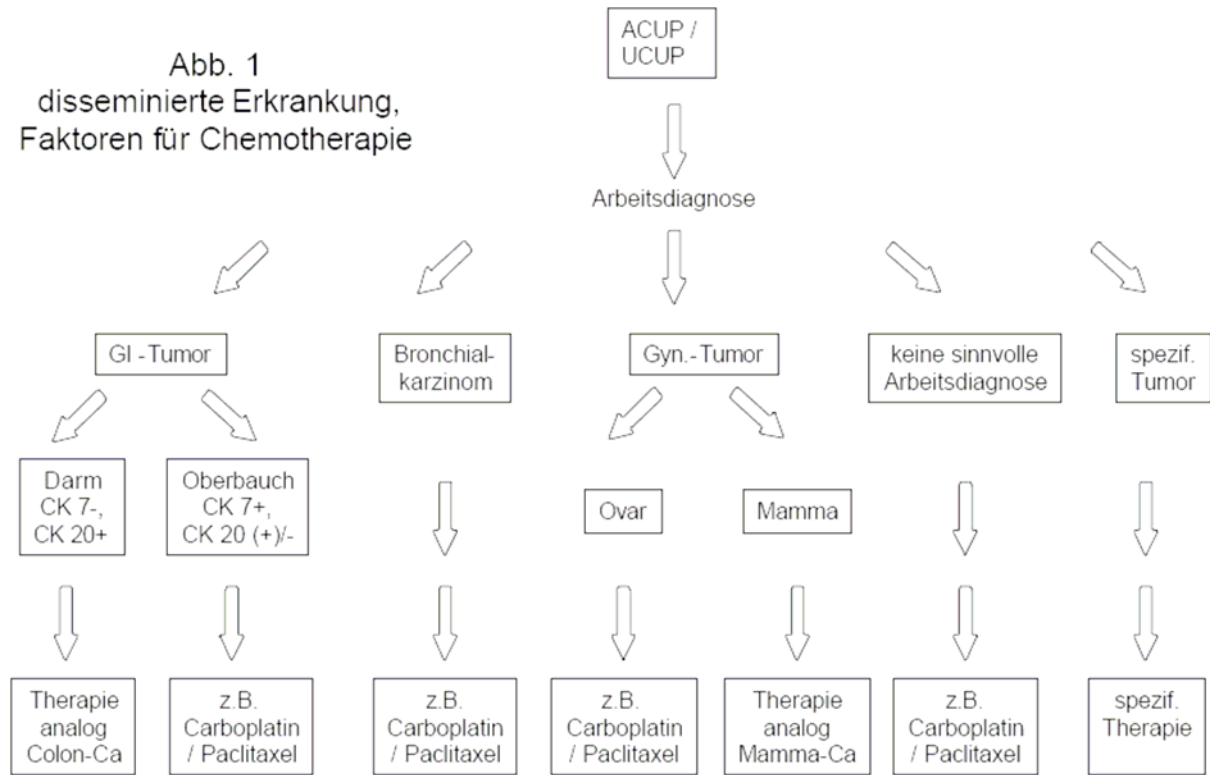 Abb. 1
disseminierte Erkrankung,
Faktoren für Chemotherapie
ACUP /
UCUP
Arbeitsdiagnose
GI -Tumor
Bronchial-
karzinom
Gyn.-Tumor
keine sinnvolle
Arbeitsdiagnose
spezif.
Tumor
Darm
CK 7-,
CK 20+
Oberbauch
CK 7+,
CK 20 (+)/-
Ovar
Mamma
Therapie
analog
Colon-Ca
z.B.
Carboplatin
/ Paclitaxel
z.B.
Carboplatin
/ Paclitaxel
z.B.
Carboplatin
/ Paclitaxel
Therapie
analog
Mamma-Ca
z.B.
Carboplatin
/ Paclitaxel
spezif.
Therapie